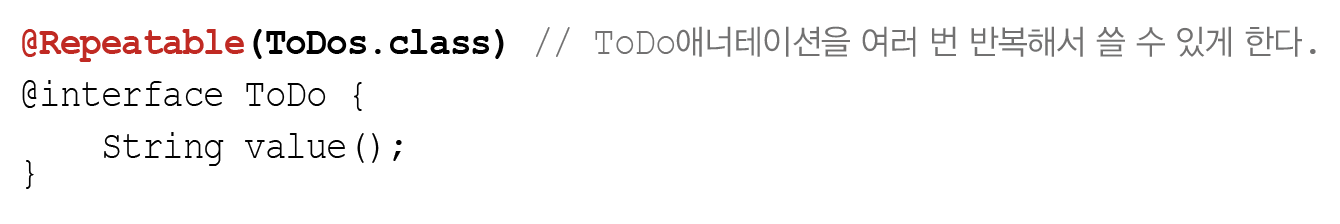 @Repeatable(ToDos.class) // ToDo애너테이션을 여러 번 반복해서 쓸 수 있게 한다.
@interface ToDo {
    String value();
}